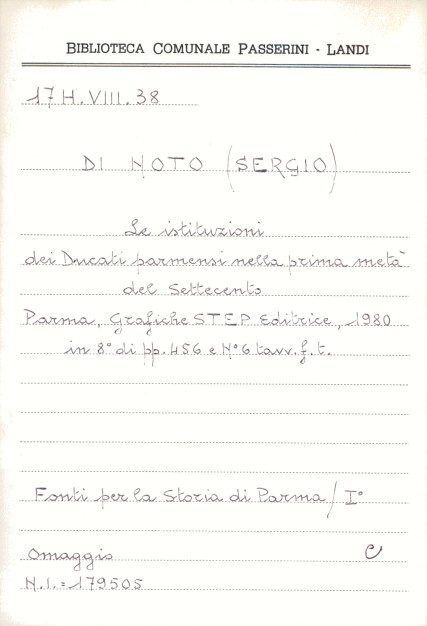 BIBLIOTECA COMUNALE PASSERINI - LANDI
17 H. VIII. 38
DI NOTO (SERGIO)
Le istituzioni
dei Ducati parmensi nella prima metà
del Settecento
Parma, Grafiche STEP Editrice, 1980
in 8° di pp. 456 e N° 6 tavv. f. t.
Fonti per la Storia di Parma / I°
Omaggio C
N.I. = 179505